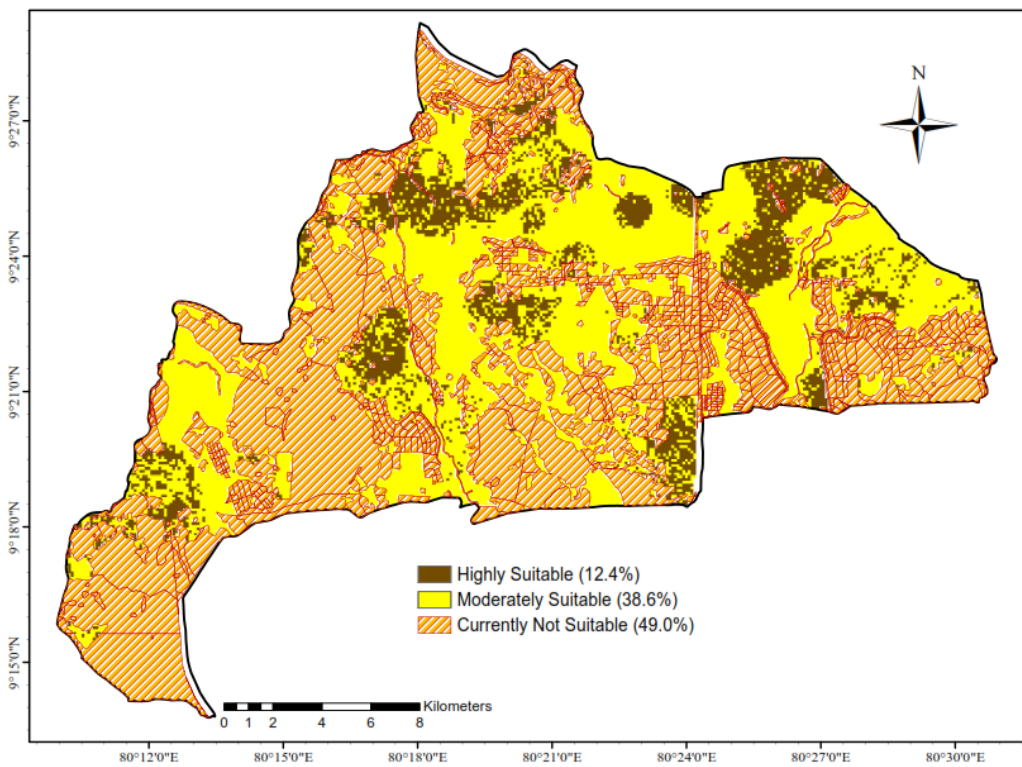 N
9°27'0"N
9°24'0"N
9°21'0"N
9°18'0"N
9°15'0"N
Highly Suitable (12.4%)
Moderately Suitable (38.6%)
Currently Not Suitable (49.0%)
Kilometers
0 1 2 4 6 8
80°12'0"E 80°15'0"E 80°18'0"E 80°21'0"E 80°24'0"E 80°27'0"E 80°30'0"E